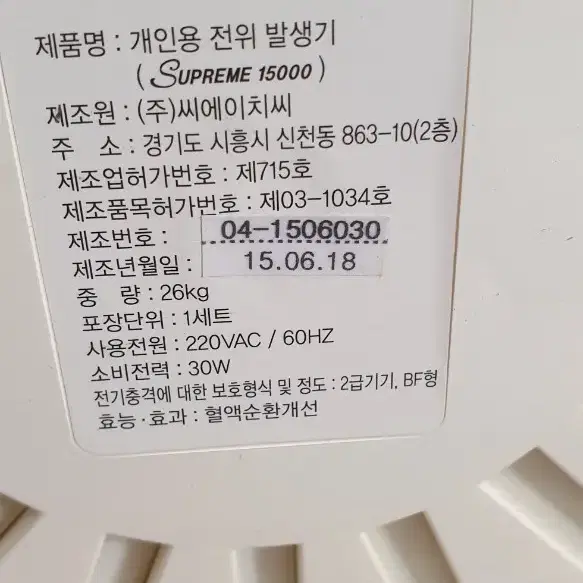 제품명 : 개인용 전위 발생기
( SUPREME 15000 )
제조원 : (주)씨에이치씨
주 소 : 경기도 시흥시 신천동 863-10(2층)
제조업허가번호 : 제715호
제조품목허가번호 : 제03-1034호
제조번호 : 04-1506030
제조년월일 : 15.06.18
중 량 : 26kg
포장단위 : 1세트
사용전원 : 220VAC / 60HZ
소비전력 : 30W
전기충격에 대한 보호형식 및 정도 : 2급기기, BF형
효능·효과 : 혈액순환개선